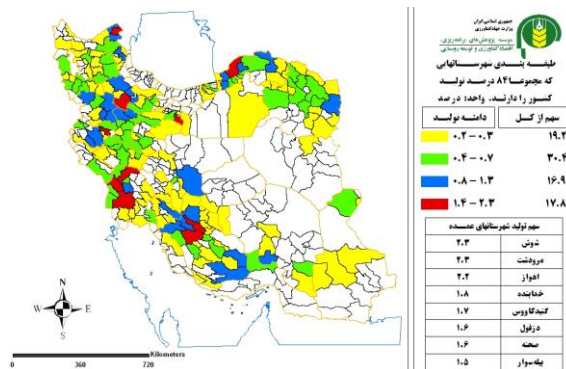 جمهوری اسلامی ایران
وزارت جهاد کشاورزی
موسسه پژوهش‌های برنامه‌ریزی،
اقتصاد کشاورزی و توسعه روستایی
طبقه بندی شهرستانهایی
که مجموعا ۸۴ درصد تولید
کشور را دارند. واحد: درصد
دامنه تولید سهم از کل
۰.۲ – ۰.۳ ۱۹.۲
۰.۴ – ۰.۷ ۳۰.۴
۰.۸ – ۱.۳ ۱۶.۹
۱.۴ – ۲.۳ ۱۷.۸
سهم تولید شهرستانهای عمده
شوش ۲.۳
مرودشت ۲.۳
اهواز ۲.۲
خدابنده ۱.۸
گنبدکاووس ۱.۷
دزفول ۱.۶
صحنه ۱.۶
بیله‌سوار ۱.۵
N
W E
S
Kilometers
0 360 720